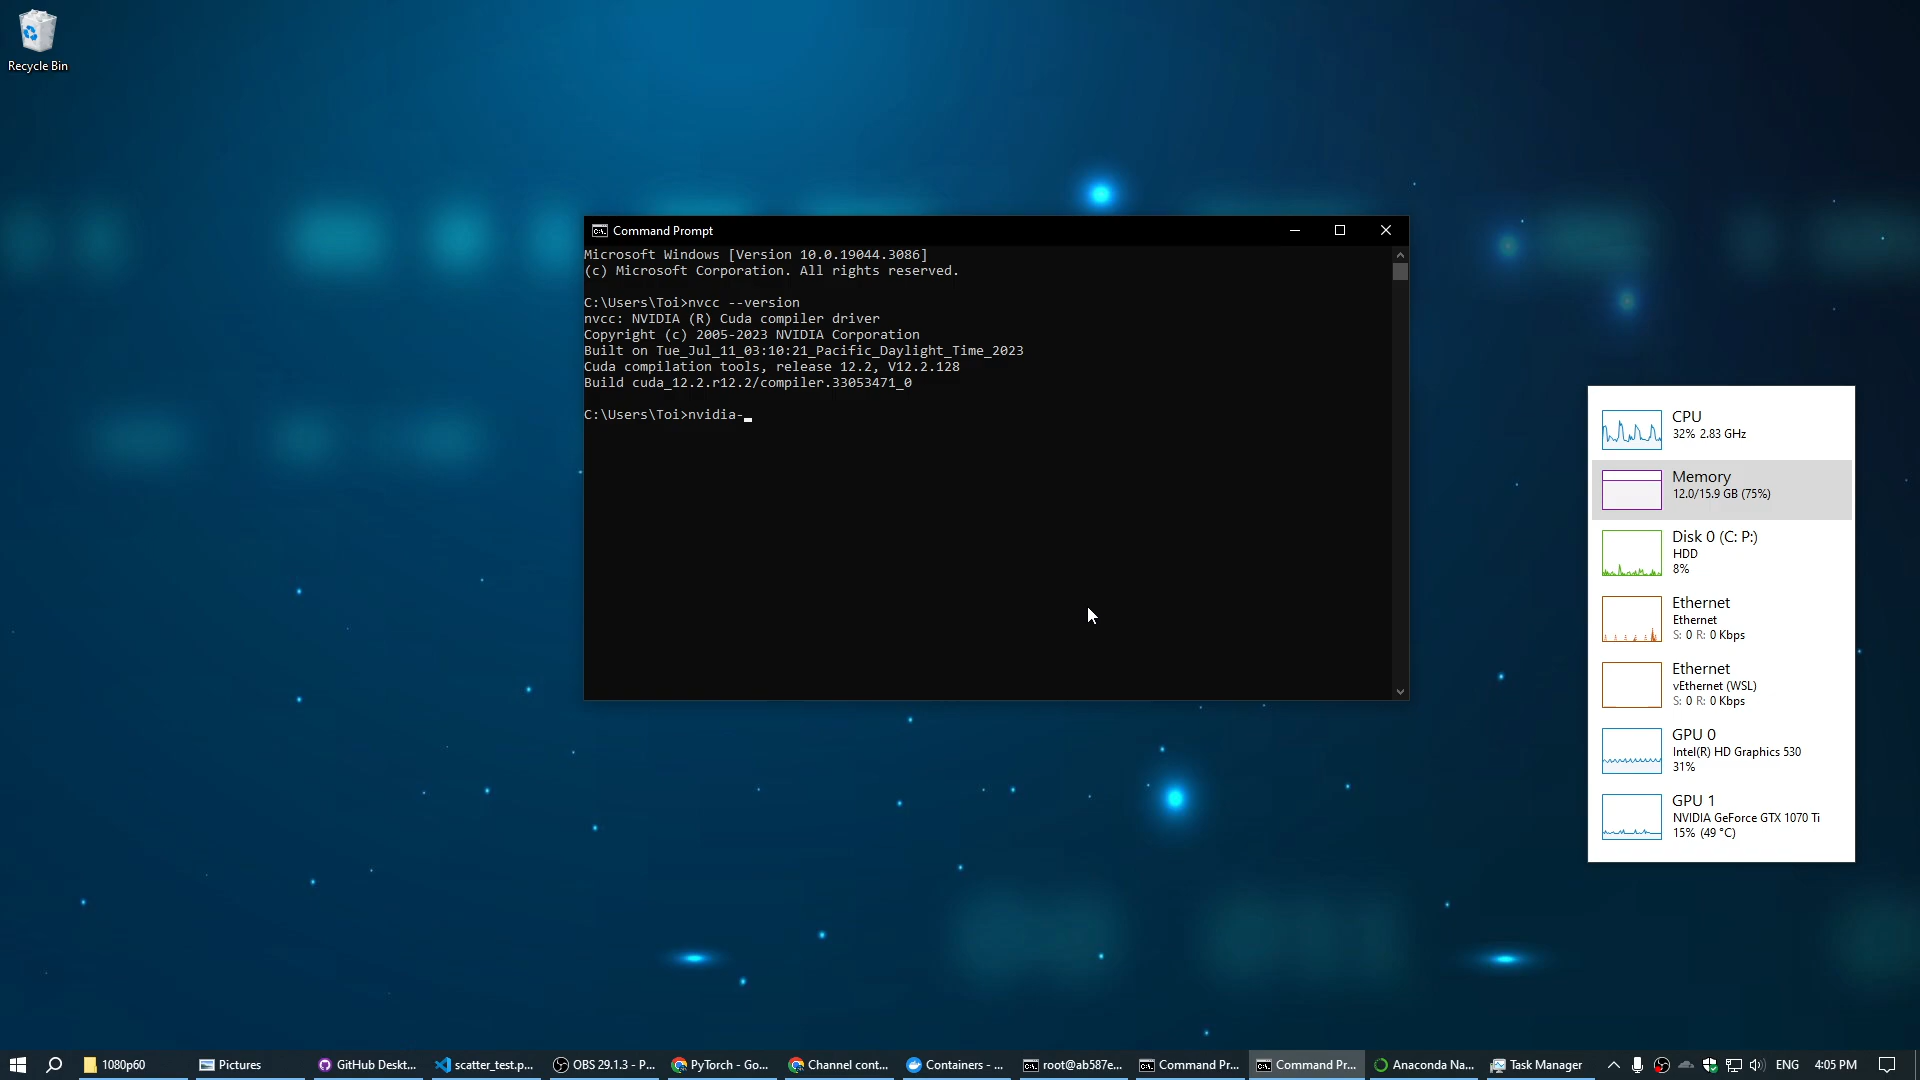 Recycle Bin
Command Prompt
Microsoft Windows [Version 10.0.19044.3086]
(c) Microsoft Corporation. All rights reserved.
C:\Users\Toi>nvcc --version
nvcc: NVIDIA (R) Cuda compiler driver
Copyright (c) 2005-2023 NVIDIA Corporation
Built on Tue_Jul_11_03:10:21_Pacific_Daylight_Time_2023
Cuda compilation tools, release 12.2, V12.2.128
Build cuda_12.2.r12.2/compiler.33053471_0
C:\Users\Toi>nvidia-
CPU
32% 2.83 GHz
Memory
12.0/15.9 GB (75%)
Disk 0 (C: P:)
HDD
8%
Ethernet
Ethernet
S: 0 R: 0 Kbps
Ethernet
vEthernet (WSL)
S: 0 R: 0 Kbps
GPU 0
Intel(R) HD Graphics 530
31%
GPU 1
NVIDIA GeForce GTX 1070 Ti
15% (49 °C)
1080p60
Pictures
GitHub Deskt...
scatter_test.p...
OBS 29.1.3 - P...
PyTorch - Go...
Channel cont...
Containers - ...
root@ab587e...
Command Pr...
Command Pr...
Anaconda Na...
Task Manager
ENG
4:05 PM